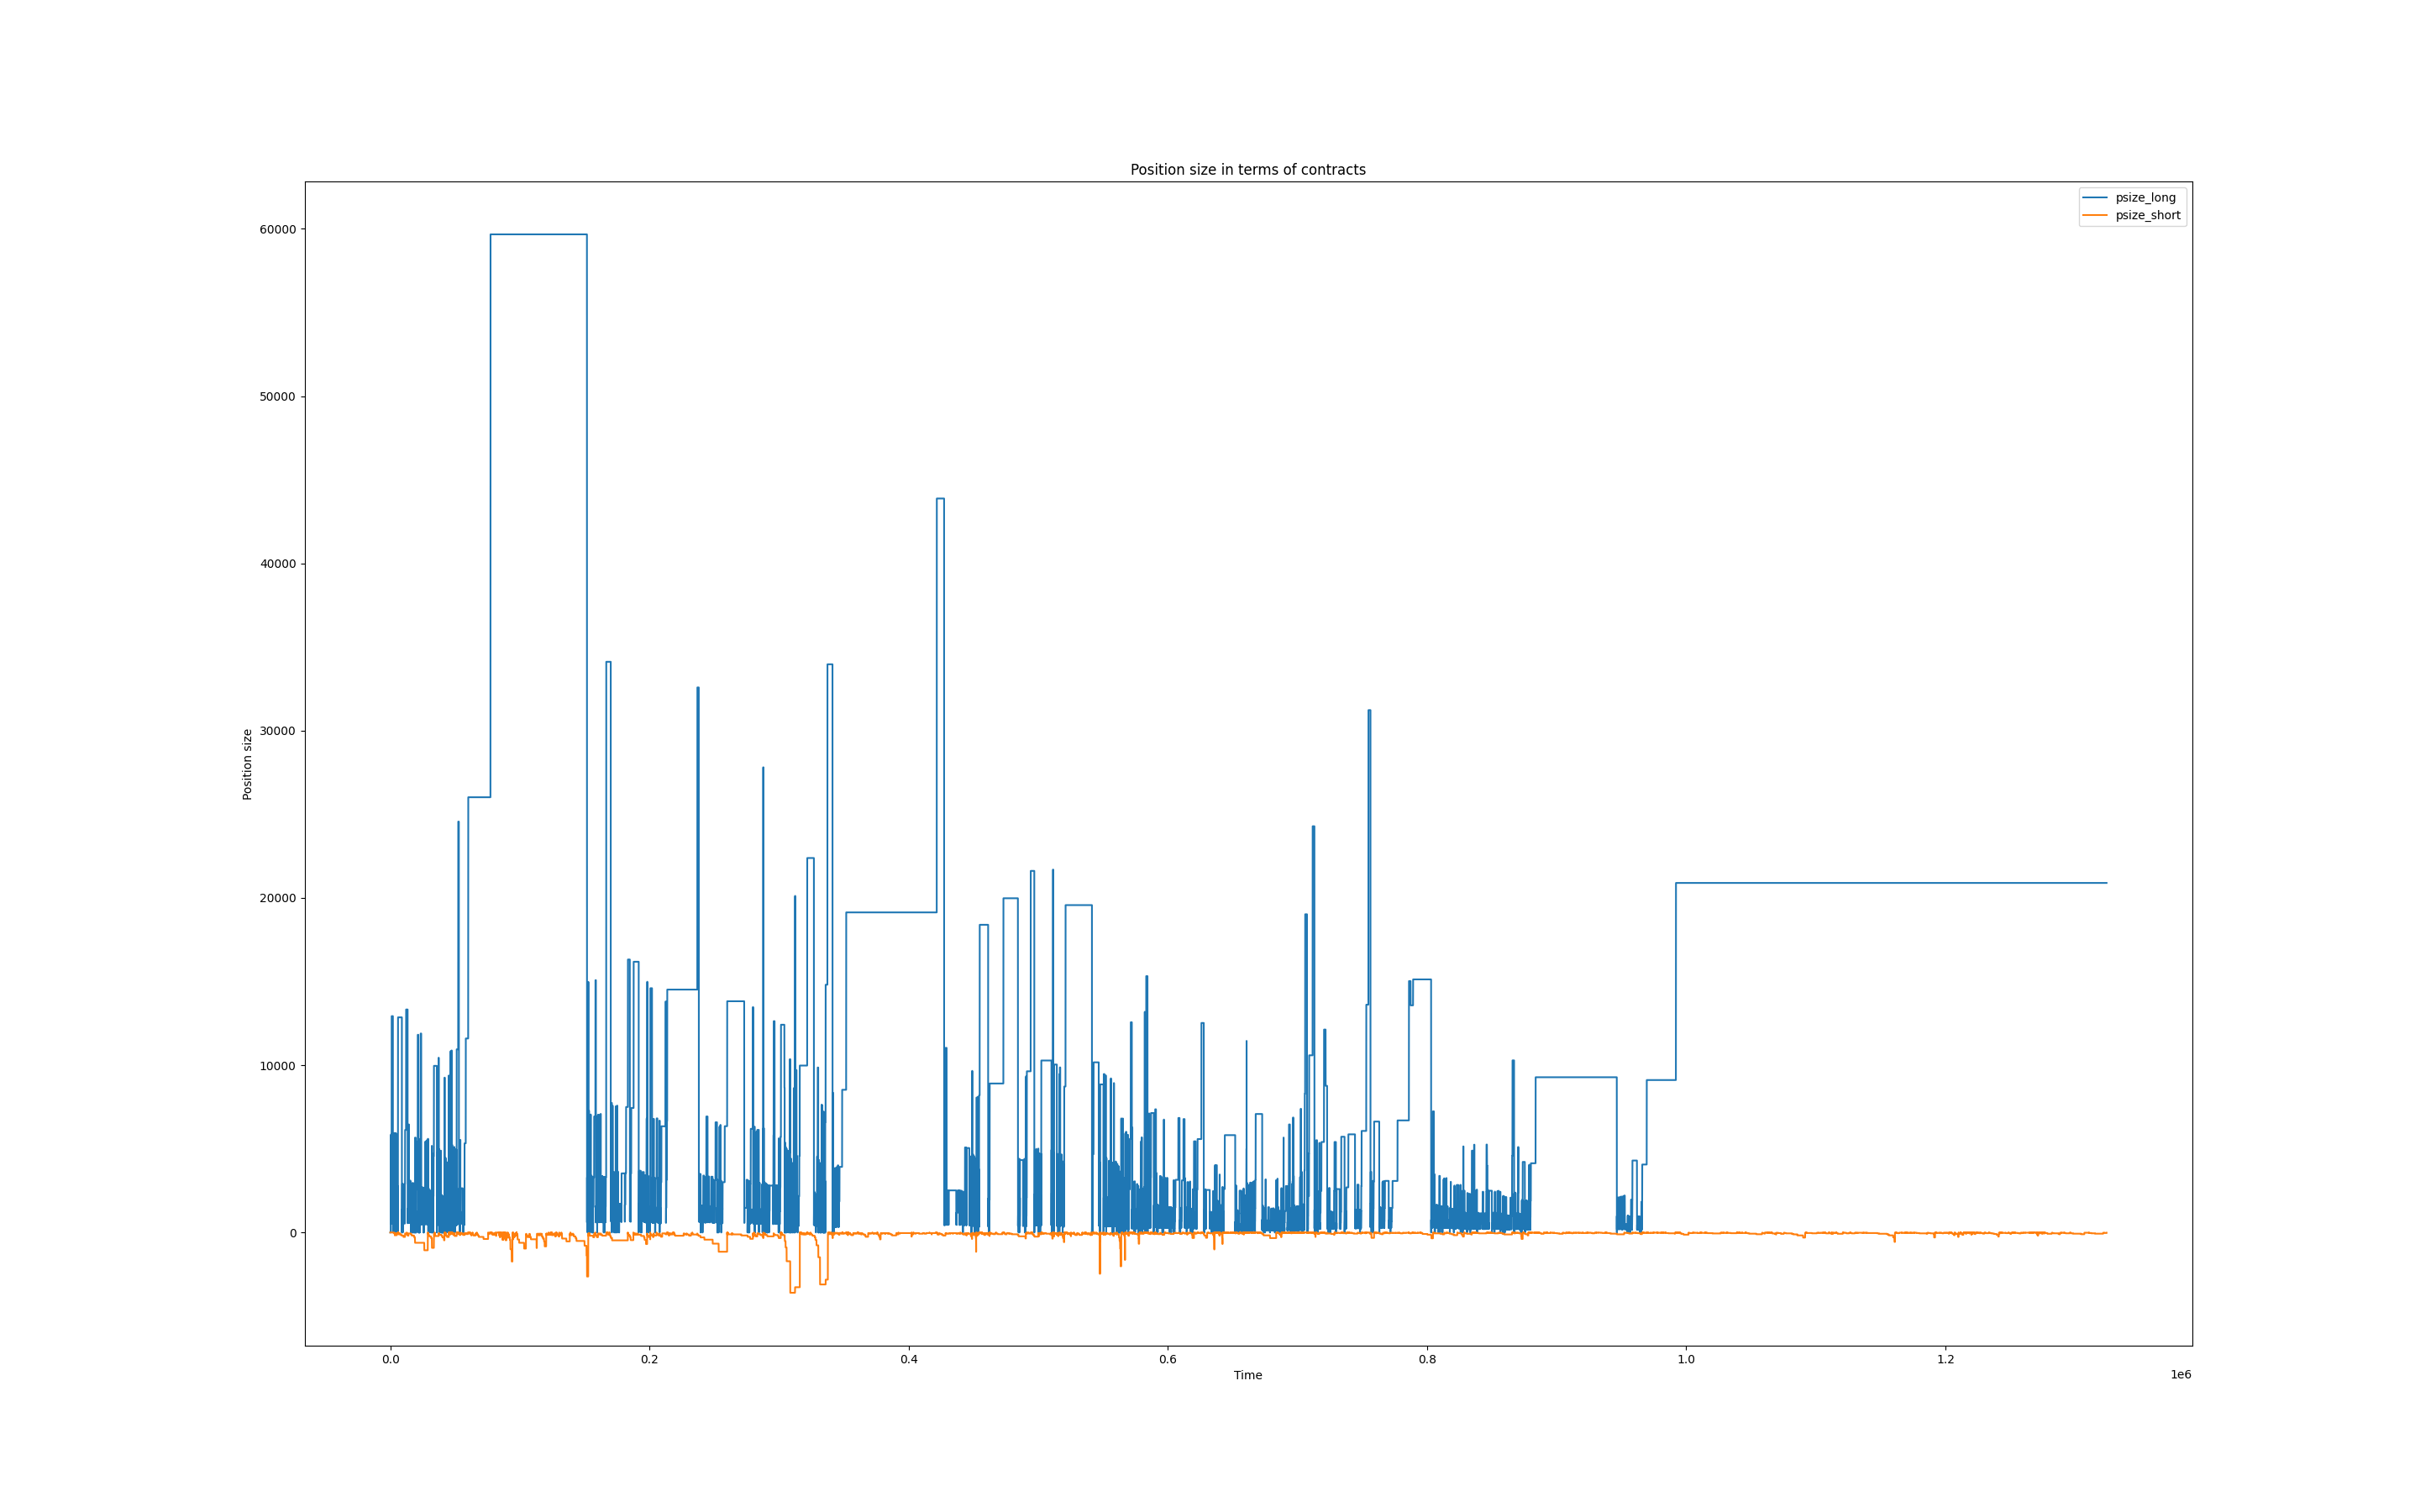 Position size in terms of contracts
psize_long
psize_short
60000
50000
40000
30000
20000
10000
0
Position size
0.0 0.2 0.4 0.6 0.8 1.0 1.2
Time
1e6